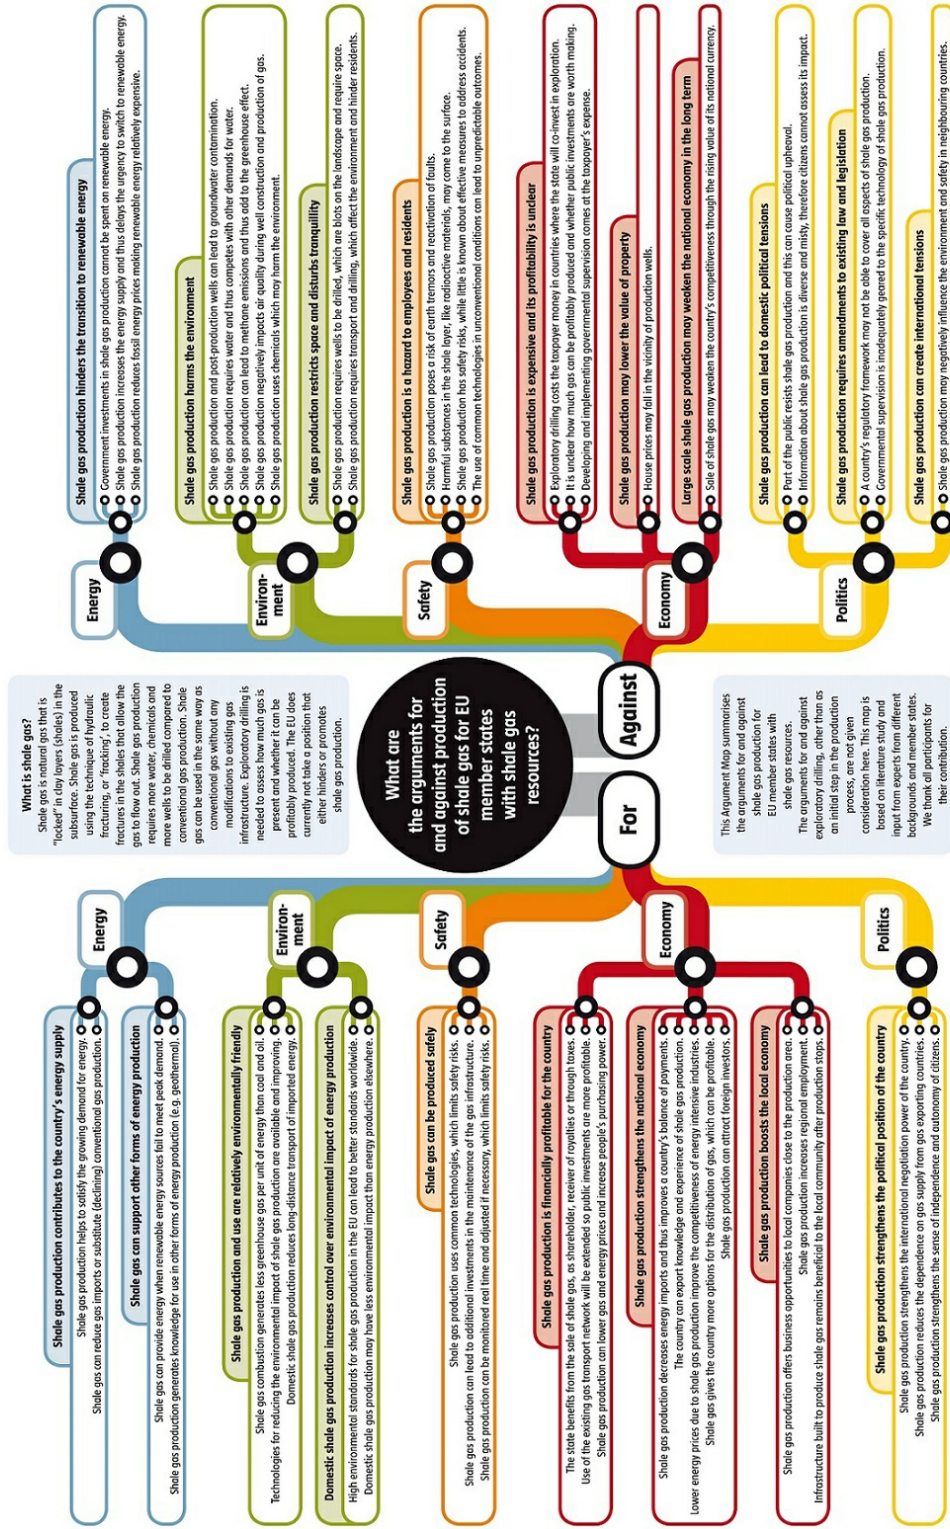 What are
the arguments for
and against production
of shale gas for EU
member states
with shale gas
resources?
What is shale gas?
Shale gas is natural gas that is
“locked” in clay layers (shales) in the
subsurface. Shale gas is produced
using the technique of hydraulic
fracturing, or ‘fracking’, to create
fractures in the shales that allow the
gas to flow out. Shale gas production
requires more water, chemicals and
more wells to be drilled compared to
conventional gas production. Shale
gas can be used in the same way as
conventional gas without any
modifications to existing gas
infrastructure. Exploratory drilling is
needed to assess how much gas is
present and whether it can be
profitably produced. The EU does
currently not take a position that
either hinders or promotes
shale gas production.
This Argument Map summarises
the arguments for and against
shale gas production for
EU member states with
shale gas resources.
The arguments for and against
exploratory drilling, other than as
an initial step in the production
process, are not given
consideration here. This map is
based on literature study and
input from experts from different
backgrounds and member states.
We thank all participants for
their contribution.
For
Energy
Shale gas production contributes to the country's energy supply
Shale gas production helps to satisfy the growing demand for energy.
Shale gas can reduce gas imports or substitute (declining) conventional gas production.
Shale gas can support other forms of energy production
Shale gas can provide energy when renewable energy sources fail to meet peak demand.
Shale gas production generates knowledge for use in other forms of energy production (e.g. geothermal).
Environ-
ment
Shale gas production and use are relatively environmentally friendly
Shale gas combustion generates less greenhouse gas per unit of energy than coal and oil.
Technologies for reducing the environmental impact of shale gas production are available and improving.
Domestic shale gas production reduces long-distance transport of imported energy.
Domestic shale gas production increases control over environmental impact of energy production
High environmental standards for shale gas production in the EU can lead to better standards worldwide.
Domestic shale gas production may have less environmental impact than energy production elsewhere.
Safety
Shale gas can be produced safely
Shale gas production uses common technologies, which limits safety risks.
Shale gas production can lead to additional investments in the maintenance of the gas infrastructure.
Shale gas production can be monitored real time and adjusted if necessary, which limits safety risks.
Economy
Shale gas production is financially profitable for the country
The state benefits from the sale of shale gas, as shareholder, receiver of royalties or through taxes.
Use of the existing gas transport network will be extended so public investments are more profitable.
Shale gas production can lower gas and energy prices and increase people's purchasing power.
Shale gas production strengthens the national economy
Shale gas production decreases energy imports and thus improves a country's balance of payments.
The country can export knowledge and experience of shale gas production.
Lower energy prices due to shale gas production improve the competitiveness of energy intensive industries.
Shale gas gives the country more options for the distribution of gas, which can be profitable.
Shale gas production can attract foreign investors.
Shale gas production boosts the local economy
Shale gas production offers business opportunities to local companies close to the production area.
Shale gas production increases regional employment.
Infrastructure built to produce shale gas remains beneficial to the local community after production stops.
Politics
Shale gas production strengthens the political position of the country
Shale gas production strengthens the international negotiation power of the country.
Shale gas production reduces the dependence on gas supply from gas exporting countries.
Shale gas production strengthens the sense of independence and autonomy of citizens.
Against
Energy
Shale gas production hinders the transition to renewable energy
Government investments in shale gas production cannot be spent on renewable energy.
Shale gas production increases the energy supply and thus delays the urgency to switch to renewable energy.
Shale gas production reduces fossil energy prices making renewable energy relatively expensive.
Environ-
ment
Shale gas production harms the environment
Shale gas production and post-production wells can lead to groundwater contamination.
Shale gas production requires water and thus competes with other demands for water.
Shale gas production can lead to methane emissions and thus add to the greenhouse effect.
Shale gas production negatively impacts air quality during well construction and production of gas.
Shale gas production uses chemicals which may harm the environment.
Shale gas production restricts space and disturbs tranquillity
Shale gas production requires wells to be drilled, which are blots on the landscape and require space.
Shale gas production requires transport and drilling, which affect the environment and hinder residents.
Safety
Shale gas production is a hazard to employees and residents
Shale gas production poses a risk of earth tremors and reactivation of faults.
Harmful substances in the shale layer, like radioactive materials, may come to the surface.
Shale gas production has safety risks, while little is known about effective measures to address accidents.
The use of common technologies in unconventional conditions can lead to unpredictable outcomes.
Economy
Shale gas production is expensive and its profitability is unclear
Exploratory drilling costs the taxpayer money in countries where the state will co-invest in exploration.
It is unclear how much gas can be profitably produced and whether public investments are worth making.
Developing and implementing governmental supervision comes at the taxpayer's expense.
Shale gas production may lower the value of property
House prices may fall in the vicinity of production wells.
Large scale shale gas production may weaken the national economy in the long term
Sale of shale gas may weaken the country's competitiveness through the rising value of its national currency.
Politics
Shale gas production can lead to domestic political tensions
Part of the public resists shale gas production and this can cause political upheaval.
Information about shale gas production is diverse and misty, therefore citizens cannot assess its impact.
Shale gas production requires amendments to existing law and legislation
A country's regulatory framework may not be able to cover all aspects of shale gas production.
Governmental supervision is inadequately geared to the specific technology of shale gas production
Shale gas production can create international tensions
Shale gas production may negatively influence the environment and safety in neighbouring countries.